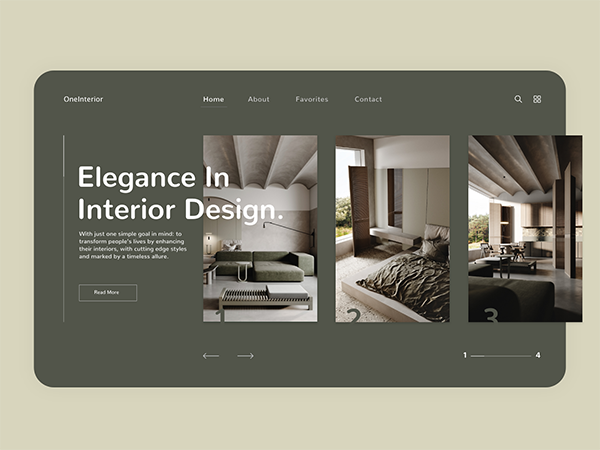 OneInterior
Home About Favorites Contact
Elegance In
Interior Design.
With just one simple goal in mind: to
transform people's lives by enhancing
their interiors, with cutting edge styles
and marked by a timeless allure.
Read More
1 2 3
1 4